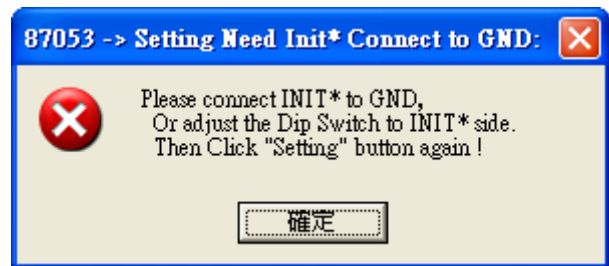 87053 -> Setting Need Init* Connect to GND:
Please connect INIT* to GND,
Or adjust the Dip Switch to INIT* side.
Then Click "Setting" button again !
確定